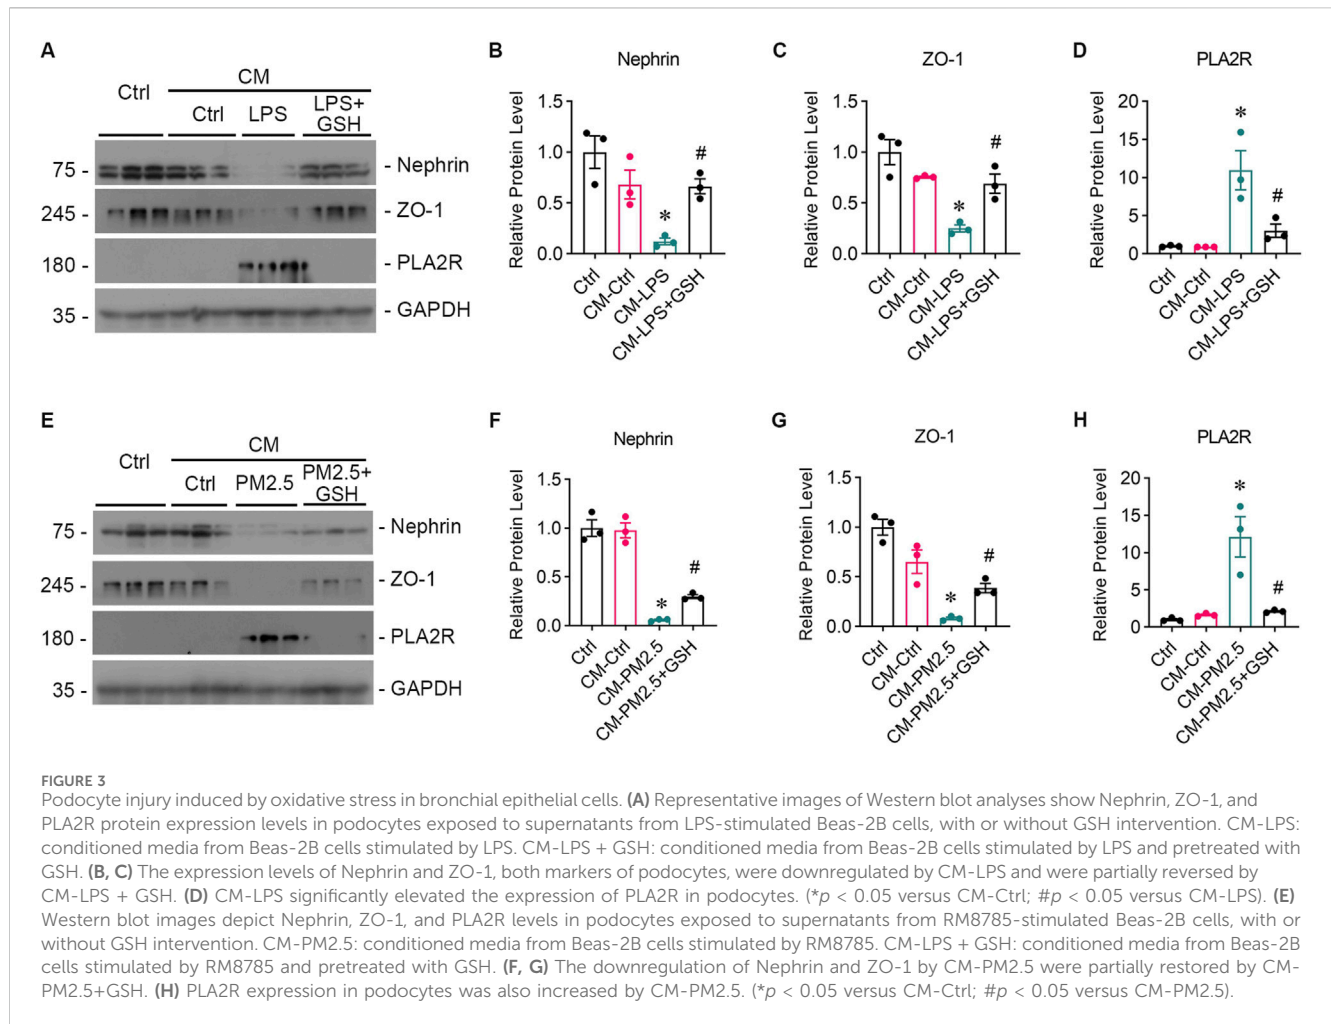 A
CM
Ctrl
Ctrl LPS LPS+
GSH
75 - - Nephrin
245 - - ZO-1
180 - - PLA2R
35 - - GAPDH
B
Nephrin
Relative Protein Level
1.5
1.0
0.5
0.0
*
#
Ctrl
CM-Ctrl
CM-LPS
CM-LPS+GSH
C
ZO-1
Relative Protein Level
1.5
1.0
0.5
0.0
*
#
Ctrl
CM-Ctrl
CM-LPS
CM-LPS+GSH
D
PLA2R
Relative Protein Level
20
15
10
5
0
*
#
Ctrl
CM-Ctrl
CM-LPS
CM-LPS+GSH
E
CM
Ctrl
Ctrl PM2.5 PM2.5+
GSH
75 - - Nephrin
245 - - ZO-1
180 - - PLA2R
35 - - GAPDH
F
Nephrin
Relative Protein Level
1.5
1.0
0.5
0.0
*
#
Ctrl
CM-Ctrl
CM-PM2.5
CM-PM2.5+GSH
G
ZO-1
Relative Protein Level
1.5
1.0
0.5
0.0
*
#
Ctrl
CM-Ctrl
CM-PM2.5
CM-PM2.5+GSH
H
PLA2R
Relative Protein Level
20
15
10
5
0
*
#
Ctrl
CM-Ctrl
CM-PM2.5
CM-PM2.5+GSH
FIGURE 3
Podocyte injury induced by oxidative stress in bronchial epithelial cells. (A) Representative images of Western blot analyses show Nephrin, ZO-1, and
PLA2R protein expression levels in podocytes exposed to supernatants from LPS-stimulated Beas-2B cells, with or without GSH intervention. CM-LPS:
conditioned media from Beas-2B cells stimulated by LPS. CM-LPS + GSH: conditioned media from Beas-2B cells stimulated by LPS and pretreated with
GSH. (B, C) The expression levels of Nephrin and ZO-1, both markers of podocytes, were downregulated by CM-LPS and were partially reversed by
CM-LPS + GSH. (D) CM-LPS significantly elevated the expression of PLA2R in podocytes. (*p < 0.05 versus CM-Ctrl; #p < 0.05 versus CM-LPS). (E)
Western blot images depict Nephrin, ZO-1, and PLA2R levels in podocytes exposed to supernatants from RM8785-stimulated Beas-2B cells, with or
without GSH intervention. CM-PM2.5: conditioned media from Beas-2B cells stimulated by RM8785. CM-LPS + GSH: conditioned media from Beas-2B
cells stimulated by RM8785 and pretreated with GSH. (F, G) The downregulation of Nephrin and ZO-1 by CM-PM2.5 were partially restored by CM-
PM2.5+GSH. (H) PLA2R expression in podocytes was also increased by CM-PM2.5. (*p < 0.05 versus CM-Ctrl; #p < 0.05 versus CM-PM2.5).